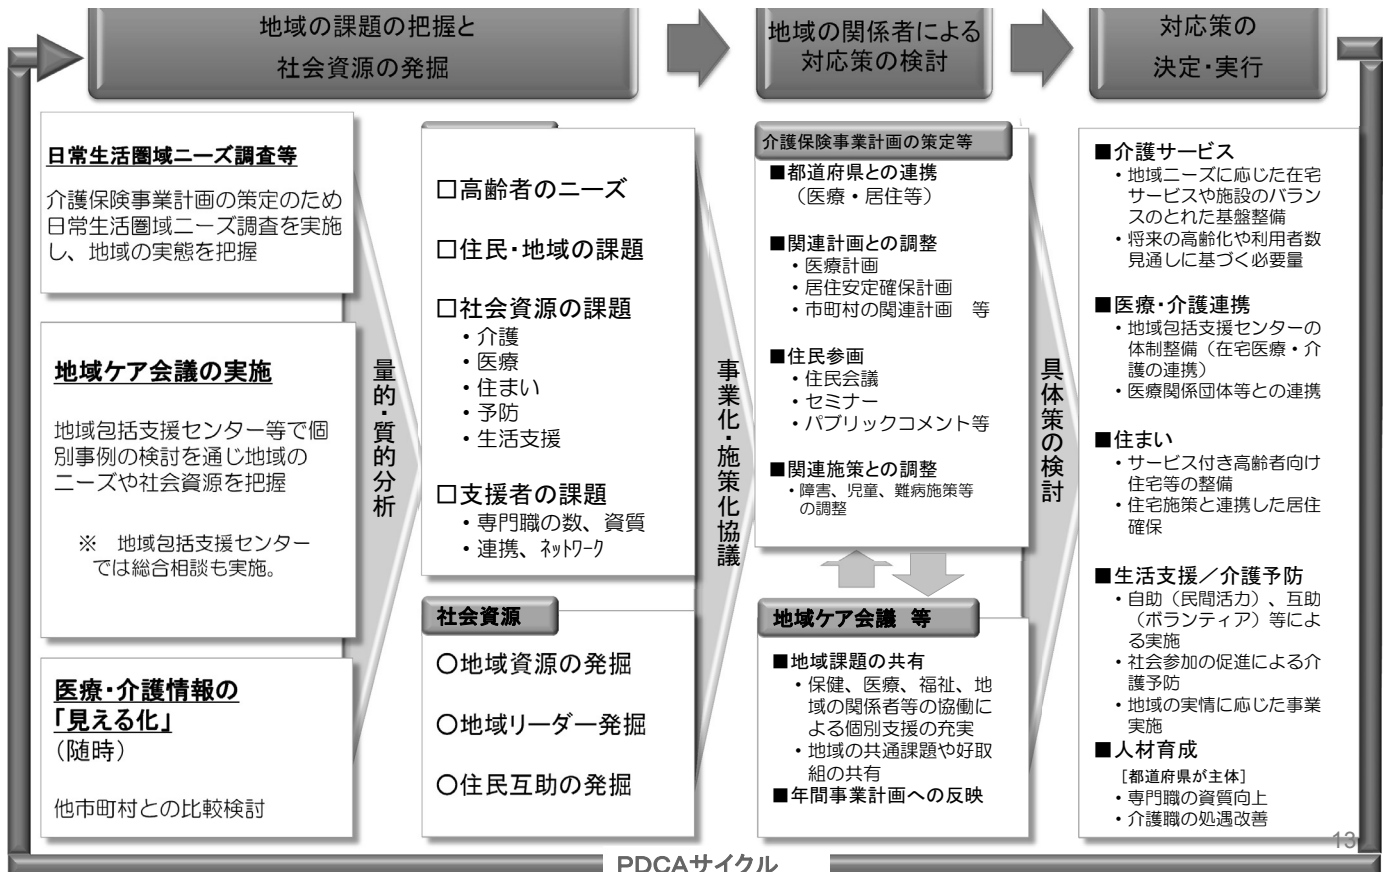 地域の課題の把握と
社会資源の発掘
地域の関係者による
対応策の検討
対応策の
決定・実行
日常生活圏域ニーズ調査等
介護保険事業計画の策定のため
日常生活圏域ニーズ調査を実施
し、地域の実態を把握
地域ケア会議の実施
地域包括支援センター等で個
別事例の検討を通じ地域の
ニーズや社会資源を把握
※　地域包括支援センター
では総合相談も実施。
医療・介護情報の
「見える化」
（随時）
他市町村との比較検討
量的・質的分析
□高齢者のニーズ
□住民・地域の課題
□社会資源の課題
・介護
・医療
・住まい
・予防
・生活支援
□支援者の課題
・専門職の数、資質
・連携、ﾈｯﾄﾜｰｸ
社会資源
○地域資源の発掘
○地域リーダー発掘
○住民互助の発掘
事業化・施策化協議
介護保険事業計画の策定等
■都道府県との連携
（医療・居住等）
■関連計画との調整
・医療計画
・居住安定確保計画
・市町村の関連計画　等
■住民参画
・住民会議
・セミナー
・パブリックコメント等
■関連施策との調整
・障害、児童、難病施策等
の調整
地域ケア会議　等
■地域課題の共有
・保健、医療、福祉、地
域の関係者等の協働に
よる個別支援の充実
・地域の共通課題や好取
組の共有
■年間事業計画への反映
具体策の検討
■介護サービス
・地域ニーズに応じた在宅
サービスや施設のバラン
スのとれた基盤整備
・将来の高齢化や利用者数
見通しに基づく必要量
■医療・介護連携
・地域包括支援センターの
体制整備（在宅医療・介
護の連携）
・医療関係団体等との連携
■住まい
・サービス付き高齢者向け
住宅等の整備
・住宅施策と連携した居住
確保
■生活支援／介護予防
・自助（民間活力）、互助
（ボランティア）等によ
る実施
・社会参加の促進による介
護予防
・地域の実情に応じた事業
実施
■人材育成
［都道府県が主体］
・専門職の資質向上
・介護職の処遇改善
13
PDCAサイクル